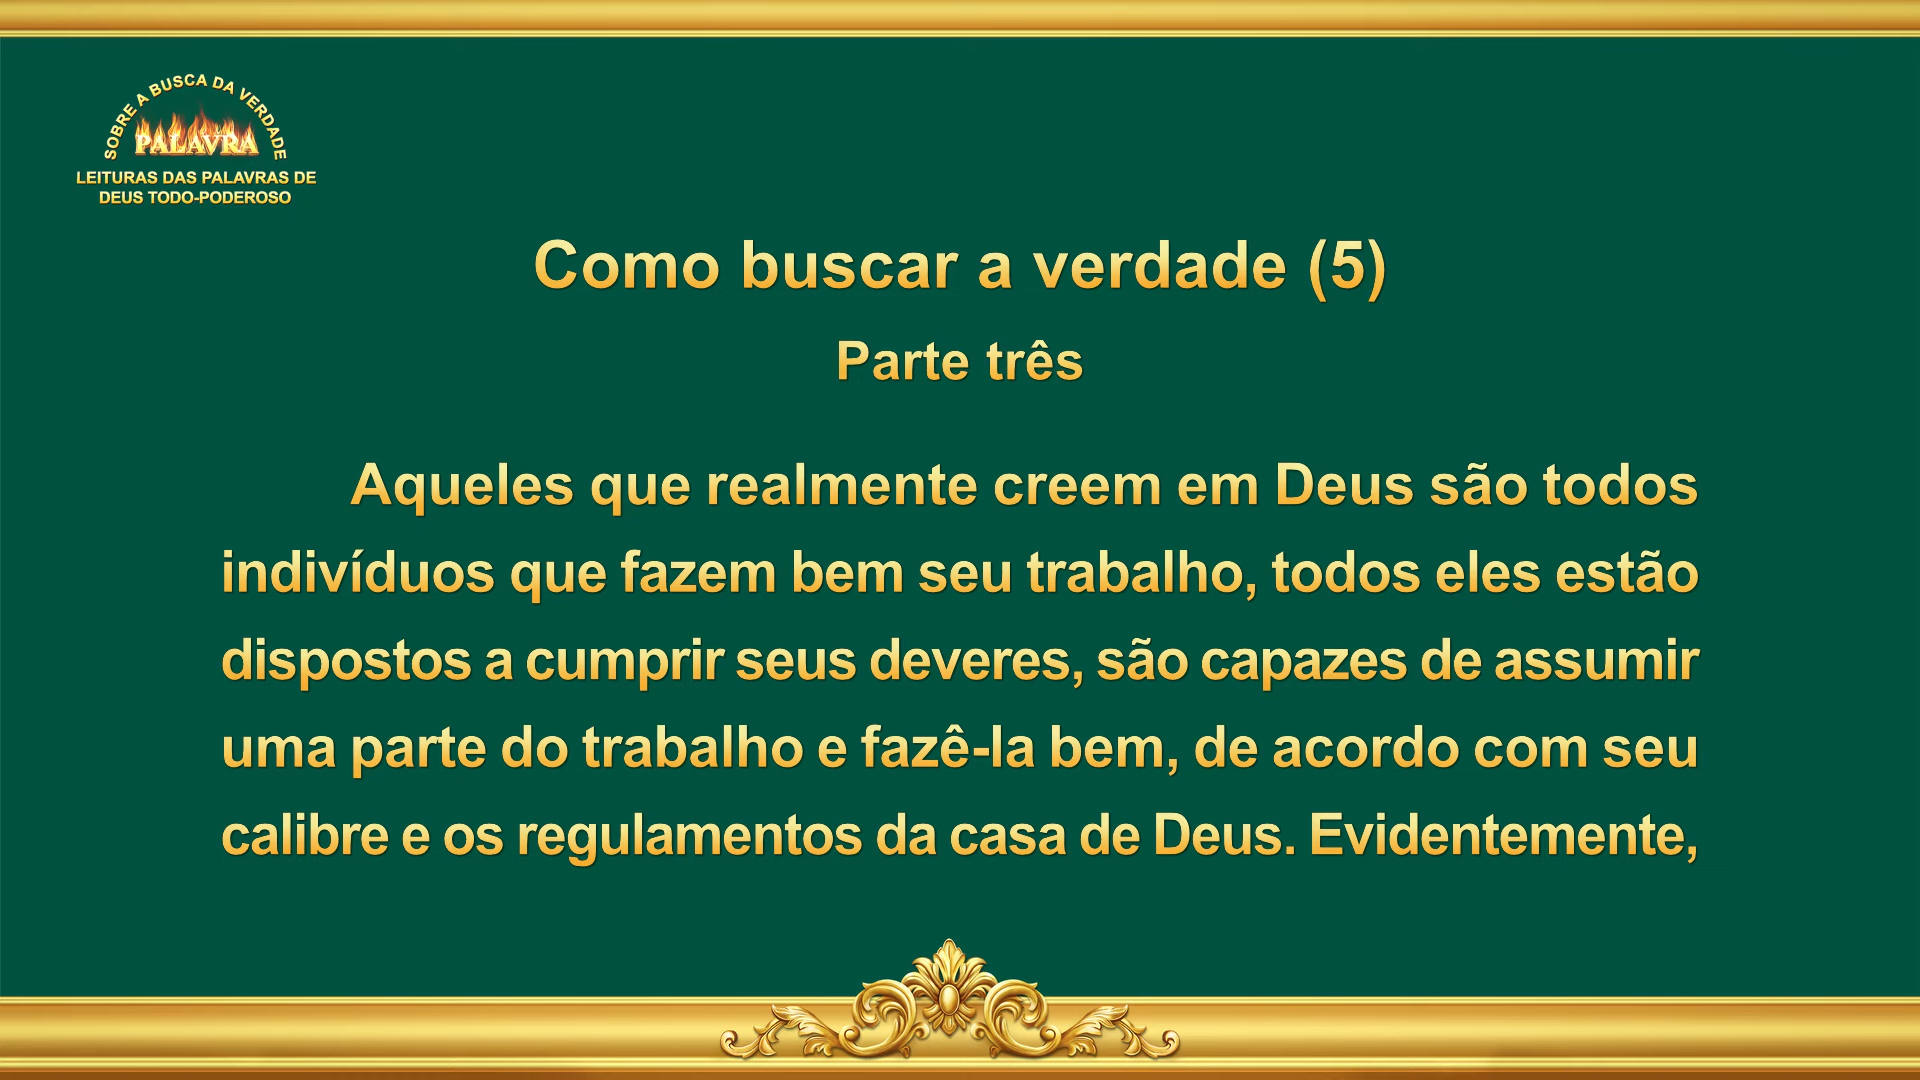 SOBRE A BUSCA DA VERDADE
PALAVRA
LEITURAS DAS PALAVRAS DE
DEUS TODO-PODEROSO
Como buscar a verdade (5)
Parte três
Aqueles que realmente creem em Deus são todos
indivíduos que fazem bem seu trabalho, todos eles estão
dispostos a cumprir seus deveres, são capazes de assumir
uma parte do trabalho e fazê-la bem, de acordo com seu
calibre e os regulamentos da casa de Deus. Evidentemente,